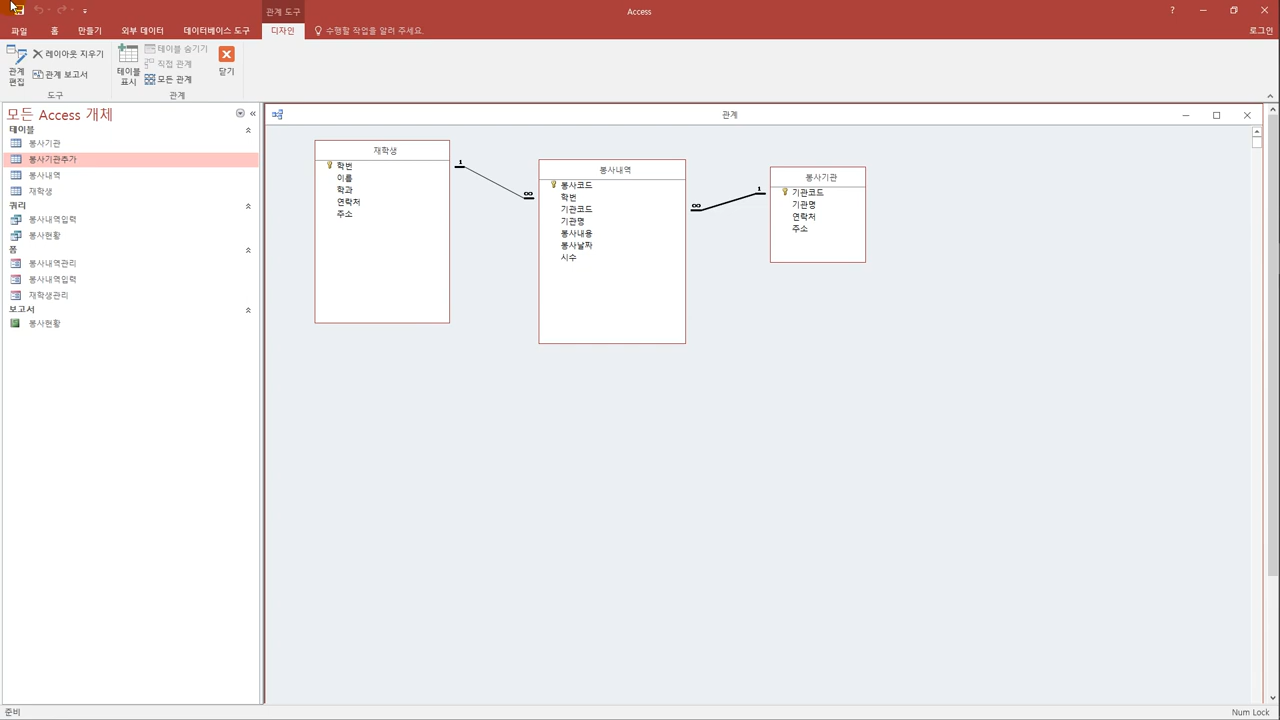 관계 도구
Access
?
파일
홈
만들기
외부 데이터
데이터베이스 도구
디자인
수행할 작업을 알려 주세요.
로그인
관계 편집
레이아웃 지우기
관계 보고서
도구
테이블 표시
테이블 숨기기
직접 관계
모든 관계
관계
닫기
모든 Access 개체
테이블
봉사기관
봉사기관추가
봉사내역
재학생
쿼리
봉사내역입력
봉사현황
폼
봉사내역관리
봉사내역입력
재학생관리
보고서
봉사현황
관계
재학생
학번
이름
학과
연락처
주소
1
∞
봉사내역
봉사코드
학번
기관코드
기관명
봉사내용
봉사날짜
시수
∞
1
봉사기관
기관코드
기관명
연락처
주소
준비
Num Lock